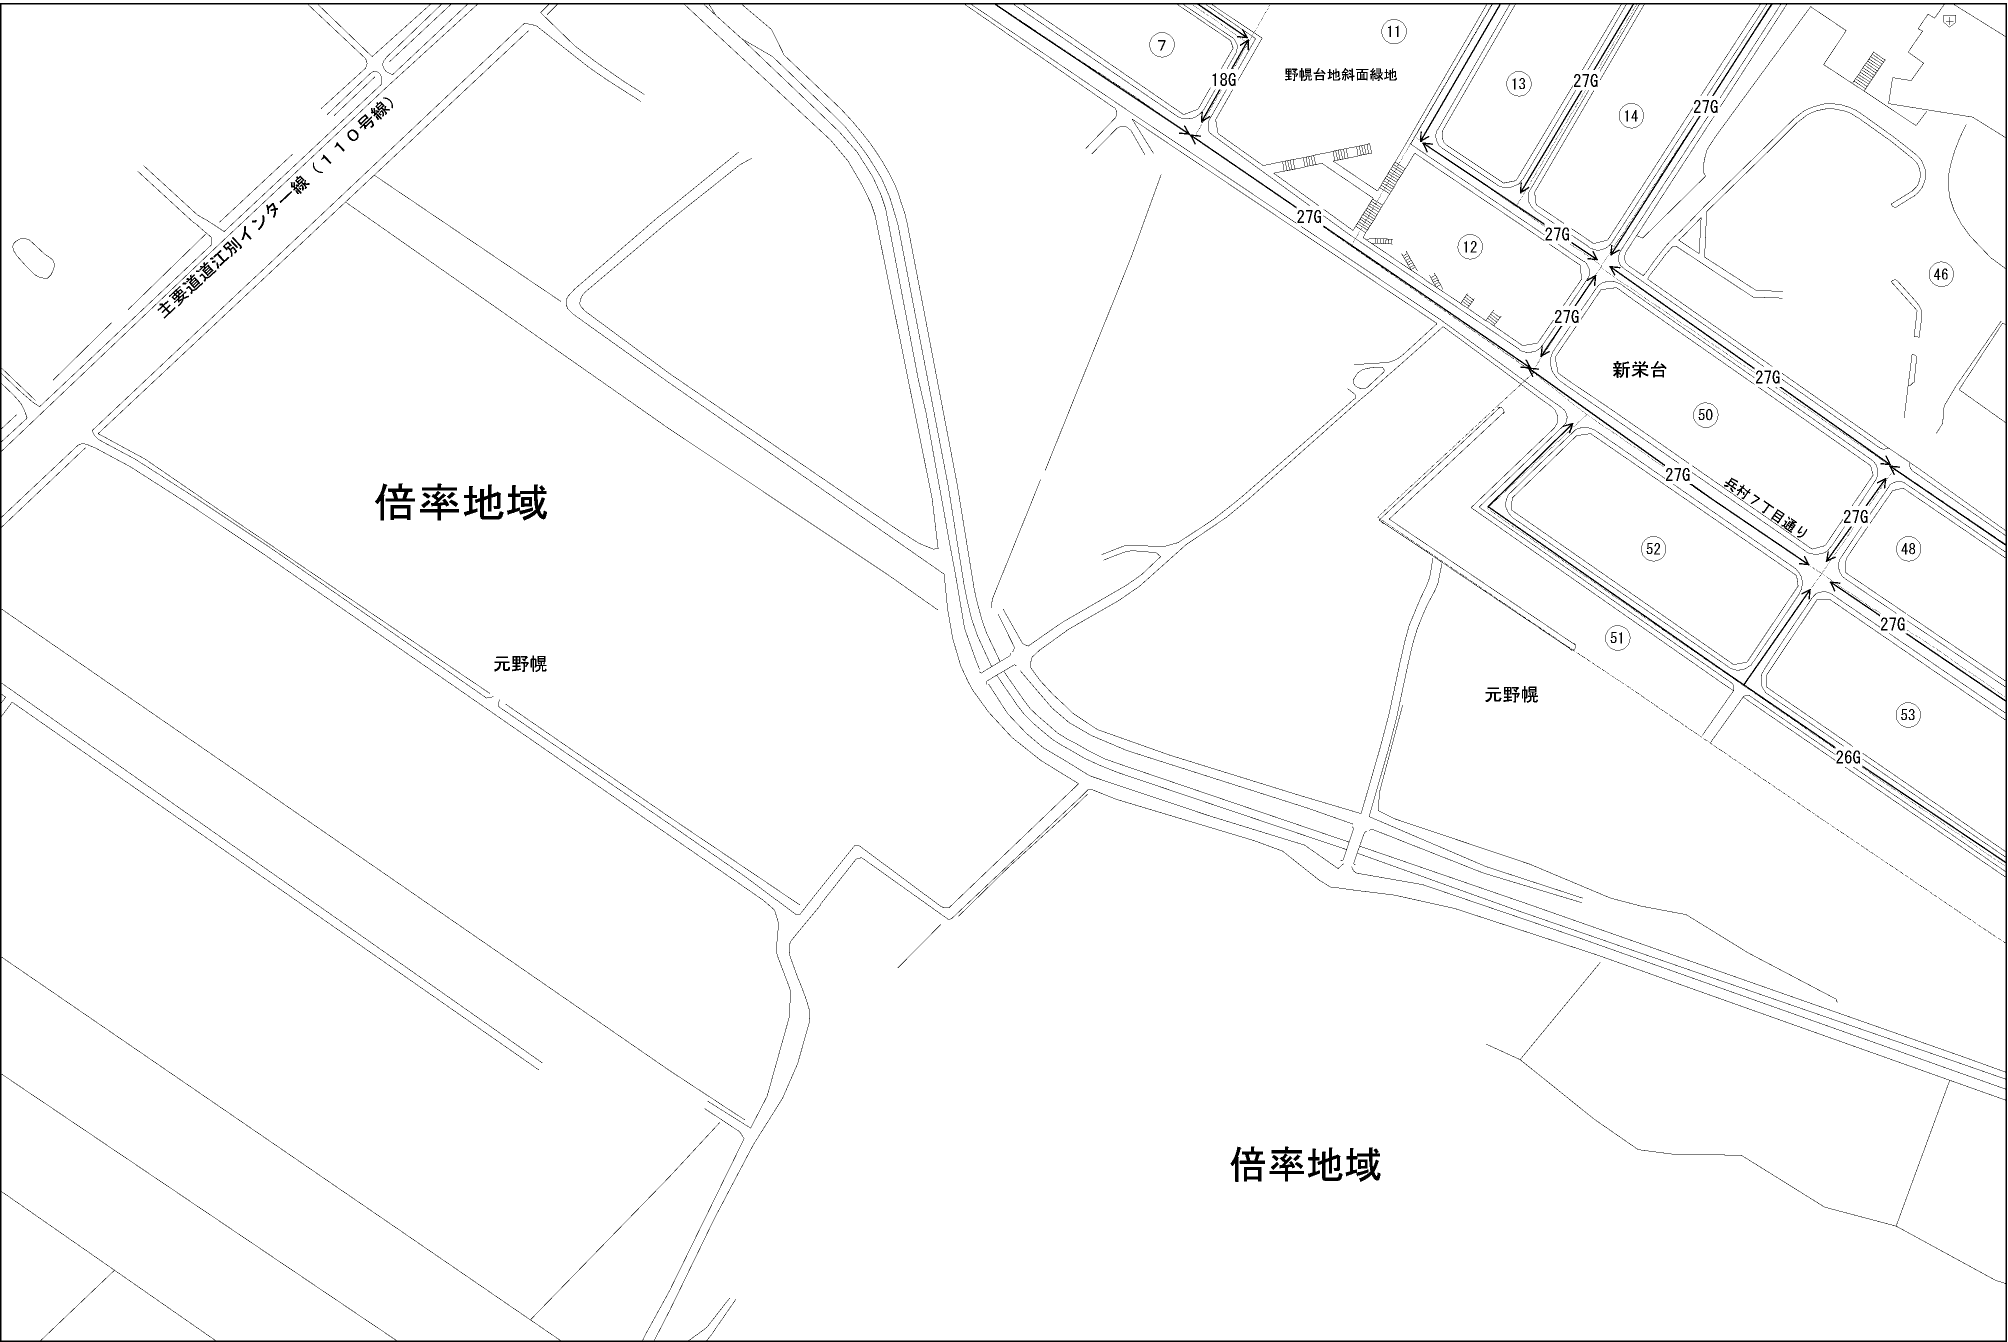 7
11
18G
野幌台地斜面緑地
13
27G
14
27G
主要道道江別インター線（１１０号線）
27G
27G
12
46
27G
新栄台
27G
50
倍率地域
27G
兵村７丁目通り
27G
52
48
27G
51
元野幌
元野幌
53
26G
倍率地域